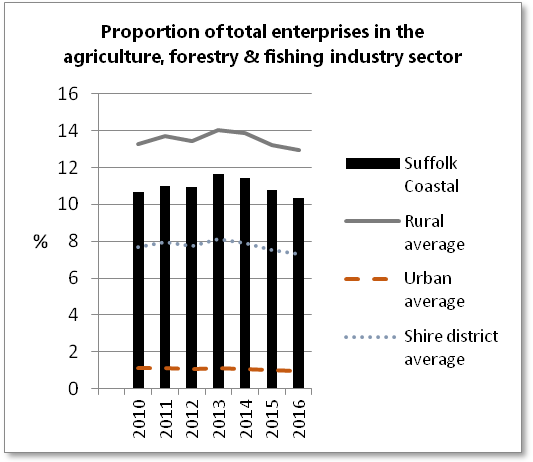 Proportion of total enterprises in the
agriculture, forestry & fishing industry sector
16
14
12
10
8
6
4
2
0
%
2010
2011
2012
2013
2014
2015
2016
Suffolk
Coastal
Rural
average
Urban
average
Shire district
average